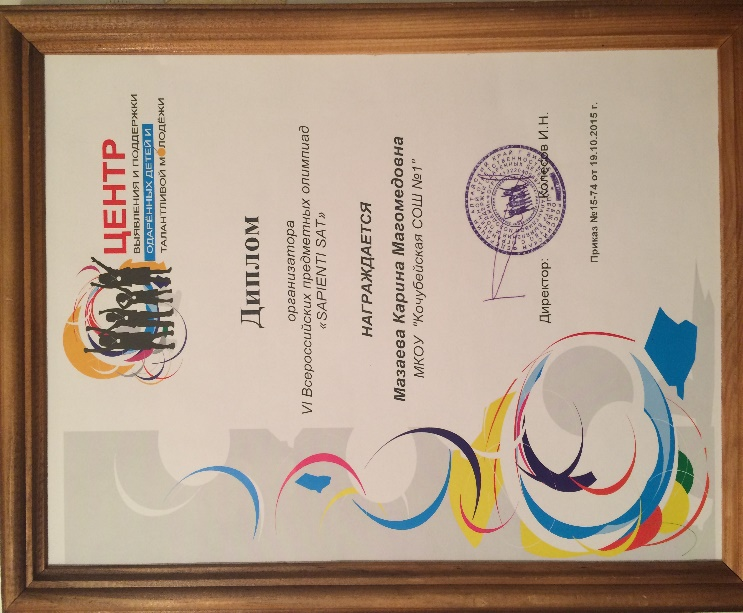 ЦЕНТР
ВЫЯВЛЕНИЯ И ПОДДЕРЖКИ
ОДАРЁННЫХ ДЕТЕЙ И
ТАЛАНТЛИВОЙ МОЛОДЁЖИ
Диплом
организатора
VI Всероссийских предметных олимпиад
«SAPIENTI SAT»
НАГРАЖДАЕТСЯ
Мазаева Карина Магомедовна
МКОУ "Кочубейская СОШ №1"
Директор: Колесов И.Н.
Приказ №15-74 от 19.10.2015 г.